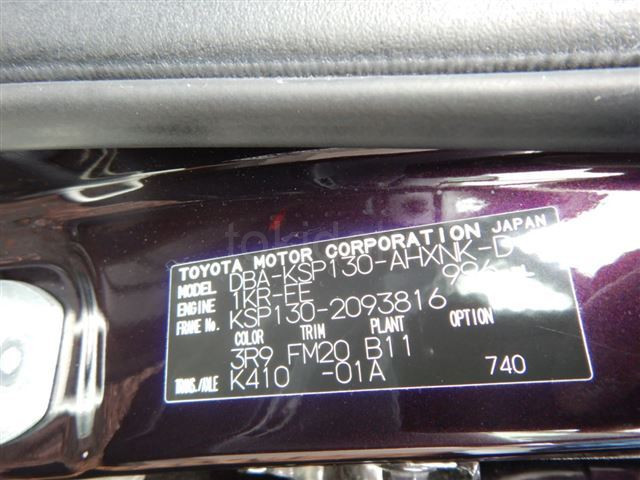 TOYOTA MOTOR CORPORATION JAPAN
MODEL DBA-KSP130-AHXNK-D
ENGINE 1KR-FE 996
FRAME No. KSP130-2093816
COLOR TRIM PLANT OPTION
3R9 FM20 B11
TRANS./AXLE K410 -01A 740